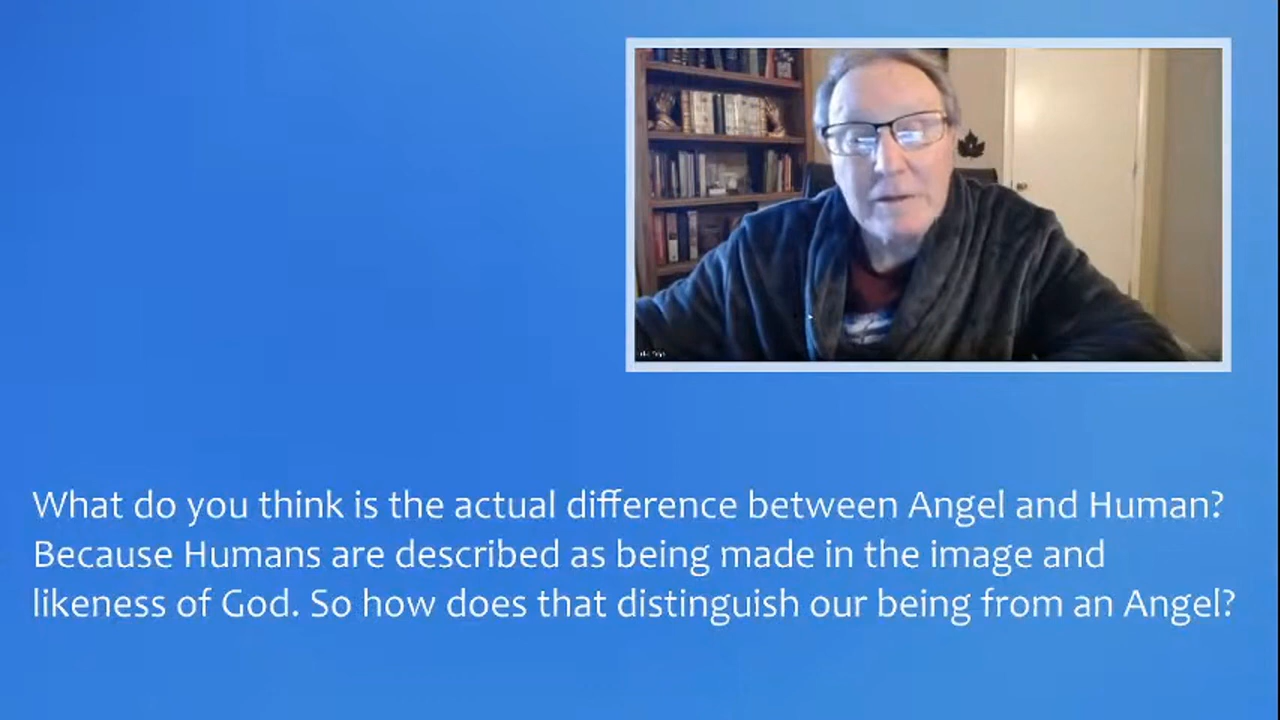 What do you think is the actual difference between Angel and Human?
Because Humans are described as being made in the image and
likeness of God. So how does that distinguish our being from an Angel?